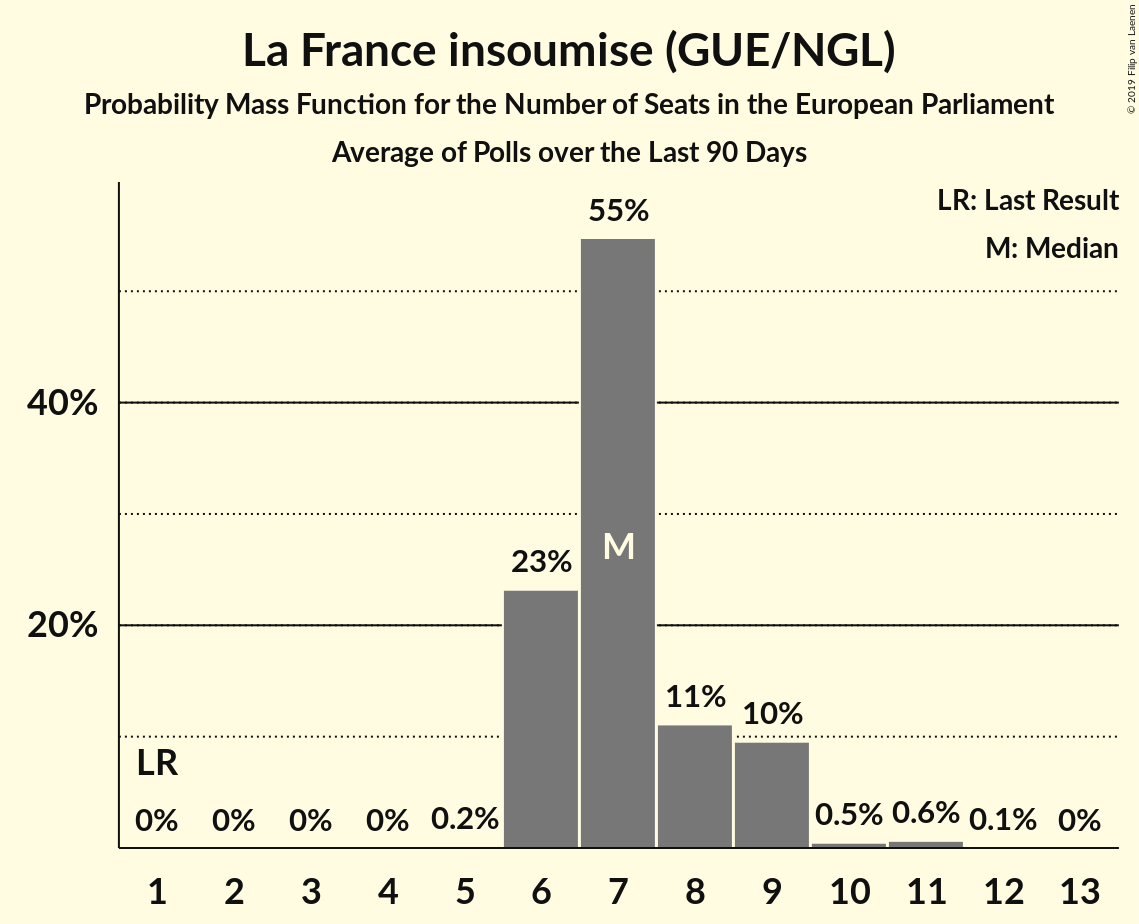 La France insoumise (GUE/NGL)
Probability Mass Function for the Number of Seats in the European Parliament
Average of Polls over the Last 90 Days
© 2019 Filip van Laenen
LR: Last Result
M: Median
55%
40%
M
23%
20%
11%
10%
LR
0%
0%
0%
0%
0.2%
0.5%
0.6%
0.1%
0%
1 2 3 4 5 6 7 8 9 10 11 12 13